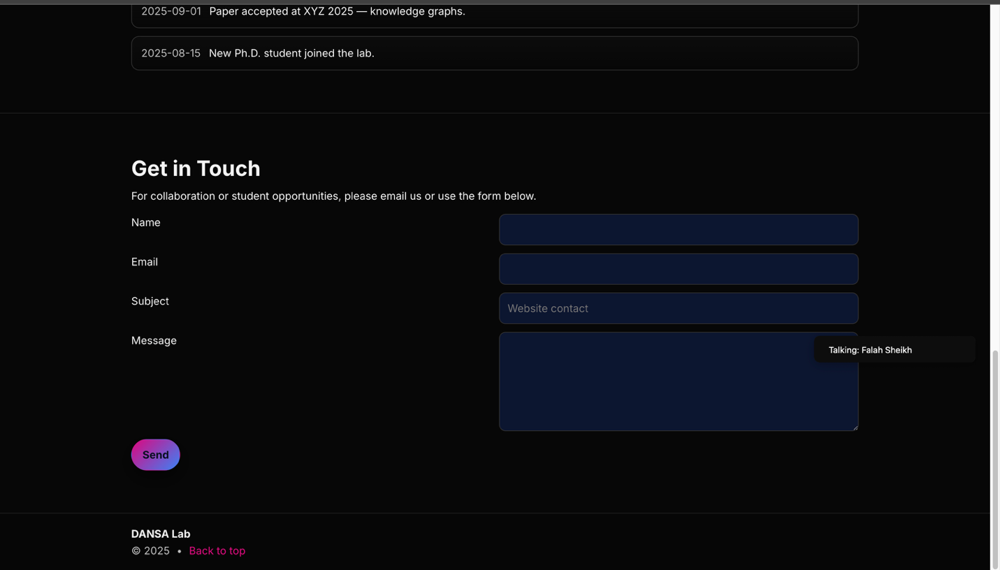 2025-09-01 Paper accepted at XYZ 2025 — knowledge graphs.
2025-08-15 New Ph.D. student joined the lab.
Get in Touch
For collaboration or student opportunities, please email us or use the form below.
Name
Email
Subject
Website contact
Message
Talking: Falah Sheikh
Send
DANSA Lab
© 2025 • Back to top